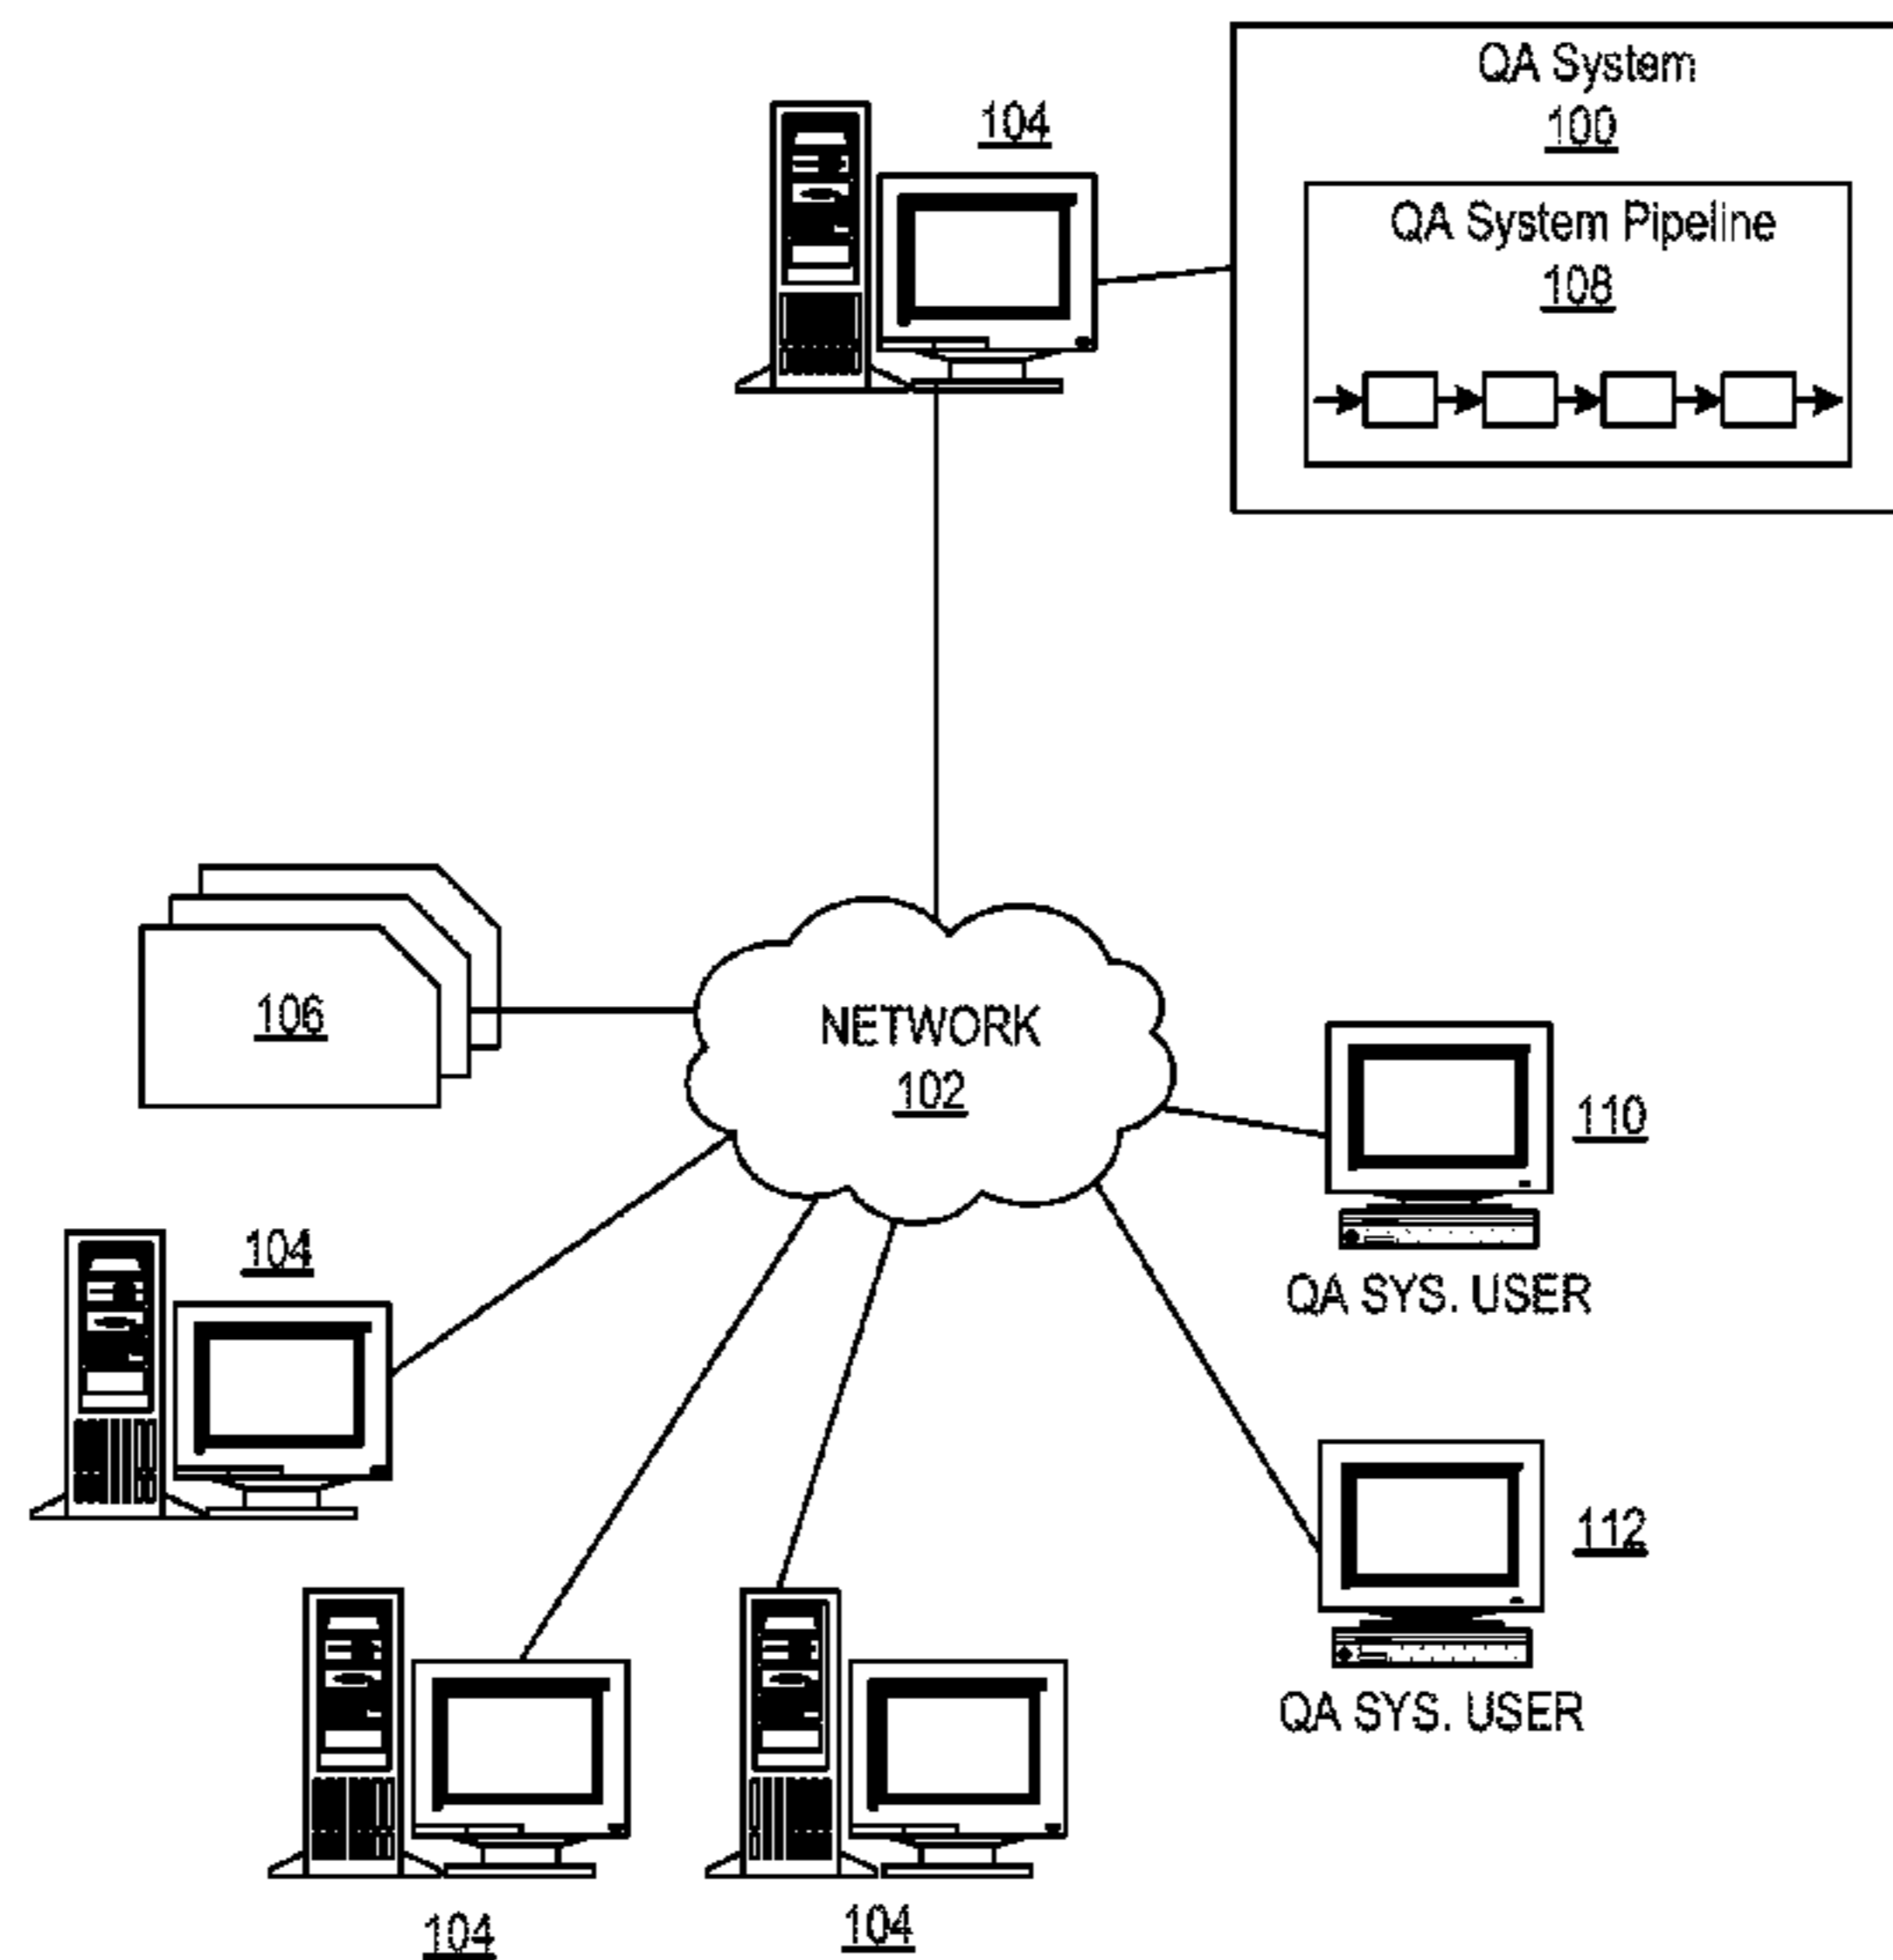 QA System
100
104
QA System Pipeline
108
106
NETWORK
102
110
QA SYS. USER
104
112
QA SYS. USER
104
104